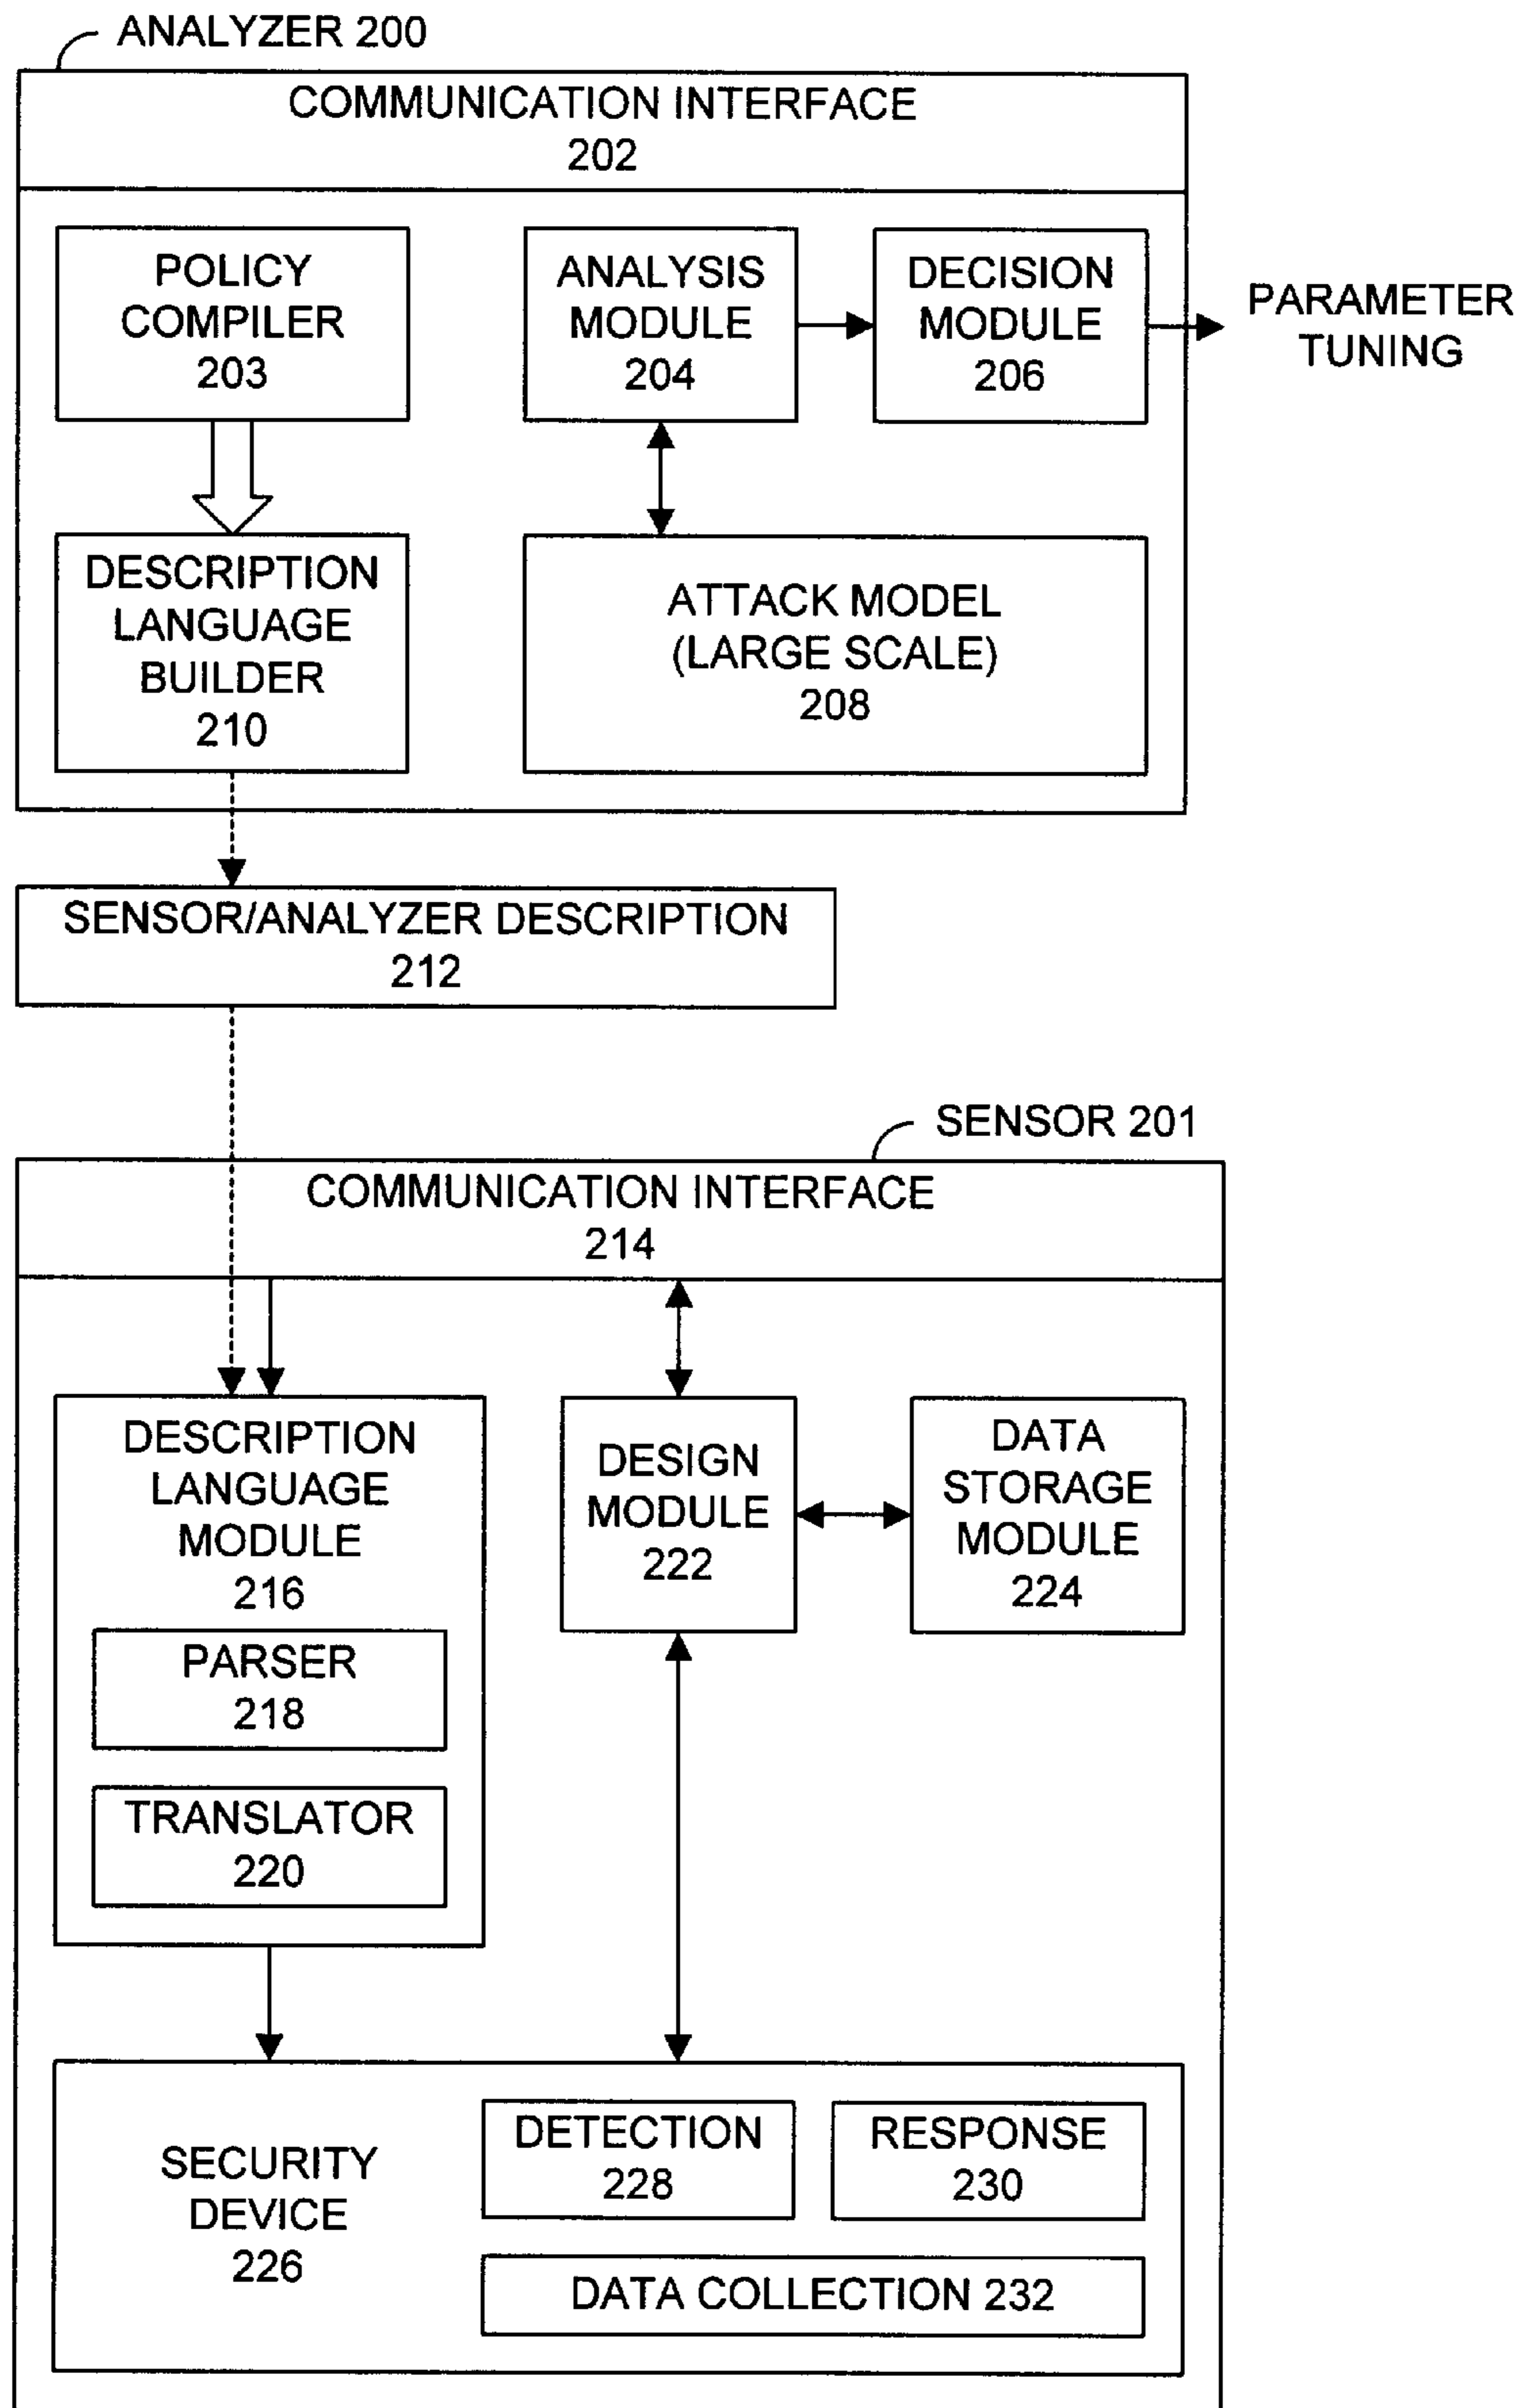 ANALYZER 200
COMMUNICATION INTERFACE
202
POLICY
COMPILER
203
ANALYSIS
MODULE
204
DECISION
MODULE
206
PARAMETER
TUNING
DESCRIPTION
LANGUAGE
BUILDER
210
ATTACK MODEL
(LARGE SCALE)
208
SENSOR/ANALYZER DESCRIPTION
212
SENSOR 201
COMMUNICATION INTERFACE
214
DESCRIPTION
LANGUAGE
MODULE
216
PARSER
218
TRANSLATOR
220
DESIGN
MODULE
222
DATA
STORAGE
MODULE
224
SECURITY
DEVICE
226
DETECTION
228
RESPONSE
230
DATA COLLECTION 232